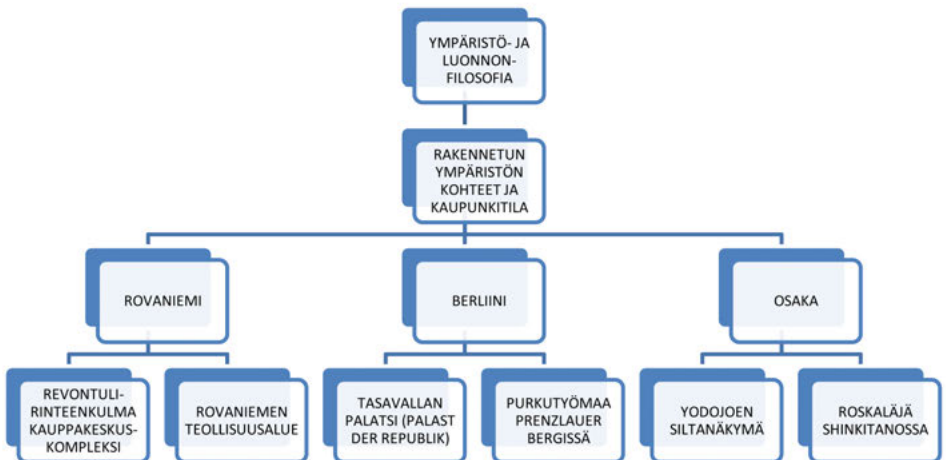 YMPÄRISTÖ- JA
LUONNON-
FILOSOFIA
RAKENNETUN
YMPÄRISTÖN
KOHTEET JA
KAUPUNKITILA
ROVANIEMI
BERLIINI
OSAKA
REVONTULI-
RINTEENKULMA
KAUPPAKESKUS-
KOMPLEKSI
ROVANIEMEN
TEOLLISUUSALUE
TASAVALLAN
PALATSI (PALAST
DER REPUBLIK)
PURKUTYÖMAA
PRENZLAUER
BERGISSÄ
YODOJOEN
SILTANÄKYMÄ
ROSKALÄJÄ
SHINKITANOSSA